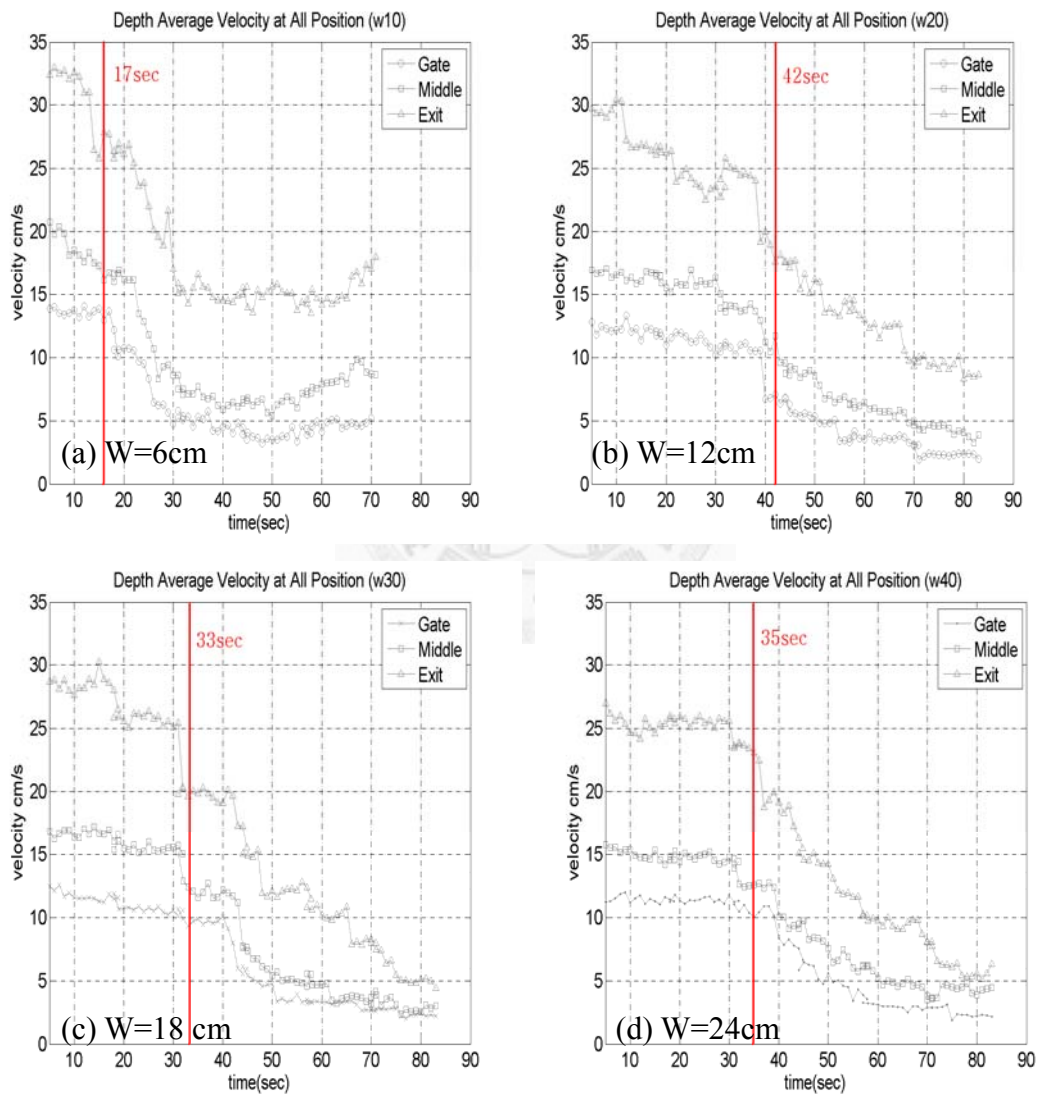 Depth Average Velocity at All Position (w10)
35
30
25
20
15
10
5
0
velocity cm/s
17sec
Gate
Middle
Exit
(a) W=6cm
10 20 30 40 50 60 70 80 90
time(sec)
Depth Average Velocity at All Position (w20)
35
30
25
20
15
10
5
0
velocity cm/s
42sec
Gate
Middle
Exit
(b) W=12cm
10 20 30 40 50 60 70 80 90
time(sec)
Depth Average Velocity at All Position (w30)
35
30
25
20
15
10
5
0
velocity cm/s
33sec
Gate
Middle
Exit
(c) W=18 cm
10 20 30 40 50 60 70 80 90
time(sec)
Depth Average Velocity at All Position (w40)
35
30
25
20
15
10
5
0
velocity cm/s
35sec
Gate
Middle
Exit
(d) W=24cm
10 20 30 40 50 60 70 80 90
time(sec)